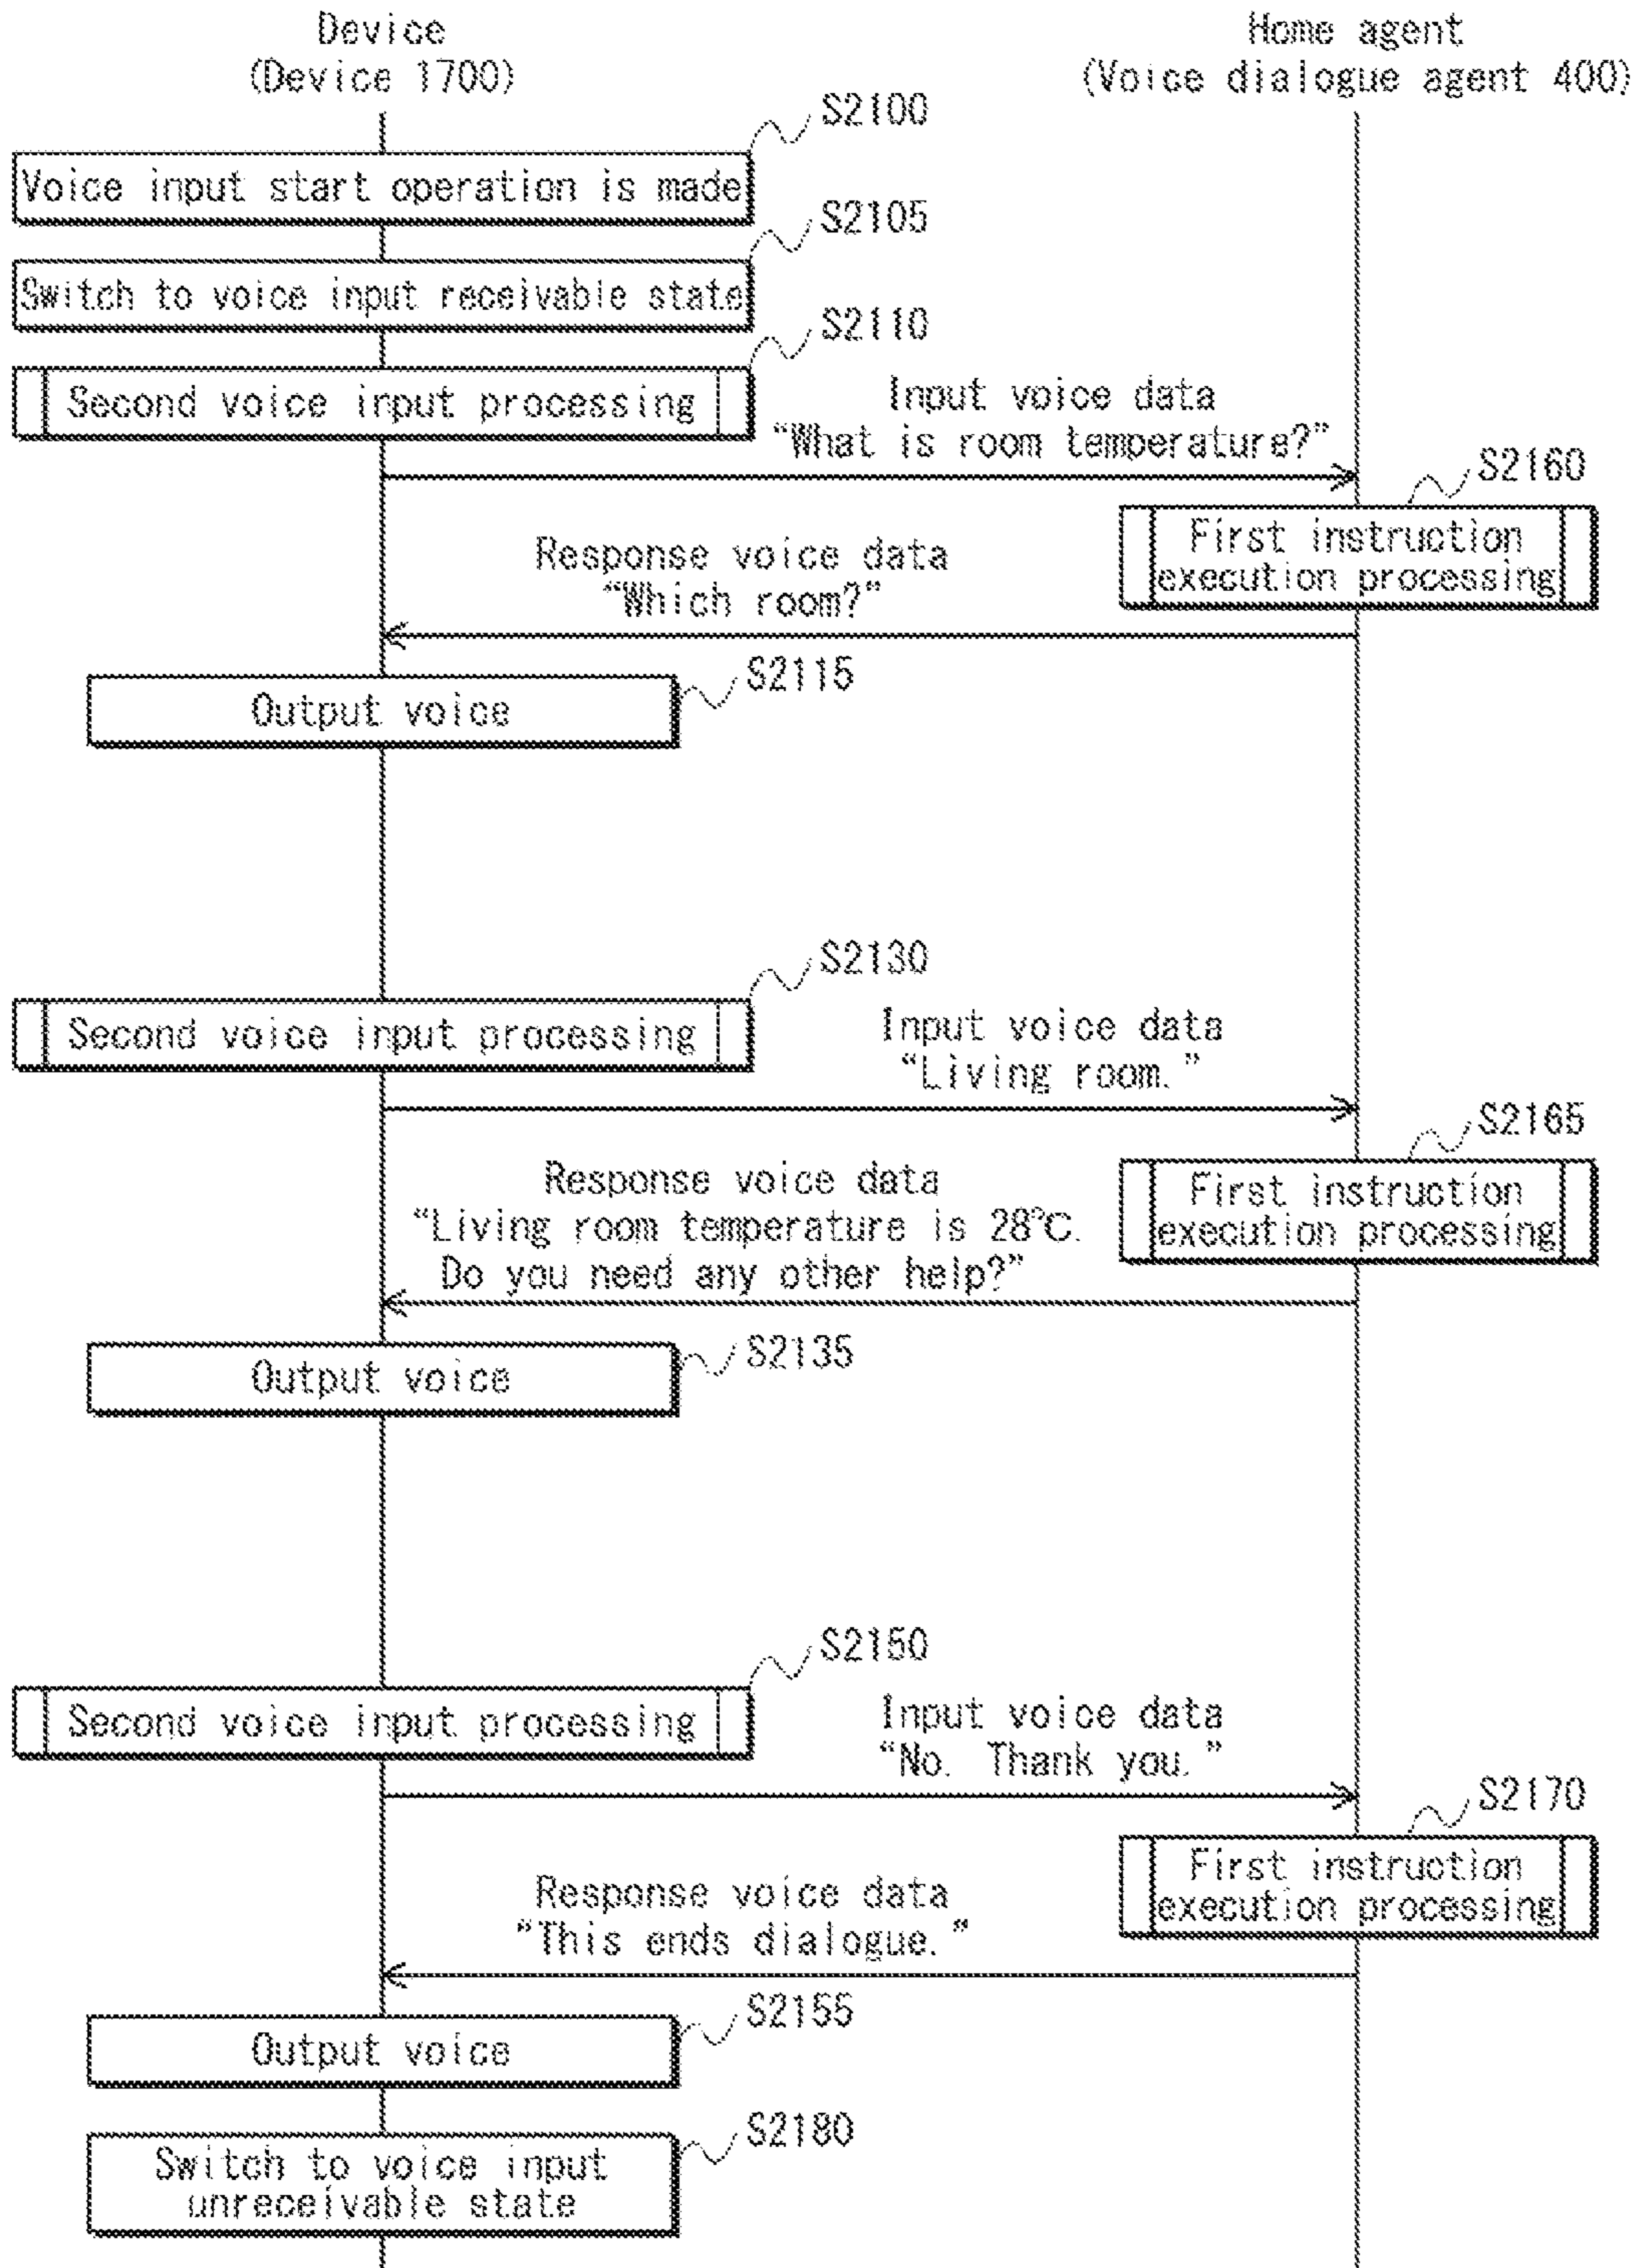 Device
(Device 1700)
Home agent
(Voice dialogue agent 400)
S2100
Voice input start operation is made
S2105
Switch to voice input receivable state
S2110
Second voice input processing
Input voice data
“What is room temperature?”
S2160
First instruction
execution processing
Response voice data
“Which room?”
S2115
Output voice
S2130
Second voice input processing
Input voice data
“Living room.”
S2165
First instruction
execution processing
Response voice data
“Living room temperature is 28℃.
Do you need any other help?”
S2135
Output voice
S2150
Second voice input processing
Input voice data
“No. Thank you.”
S2170
First instruction
execution processing
Response voice data
“This ends dialogue.”
S2155
Output voice
S2180
Switch to voice input
unreceivable state